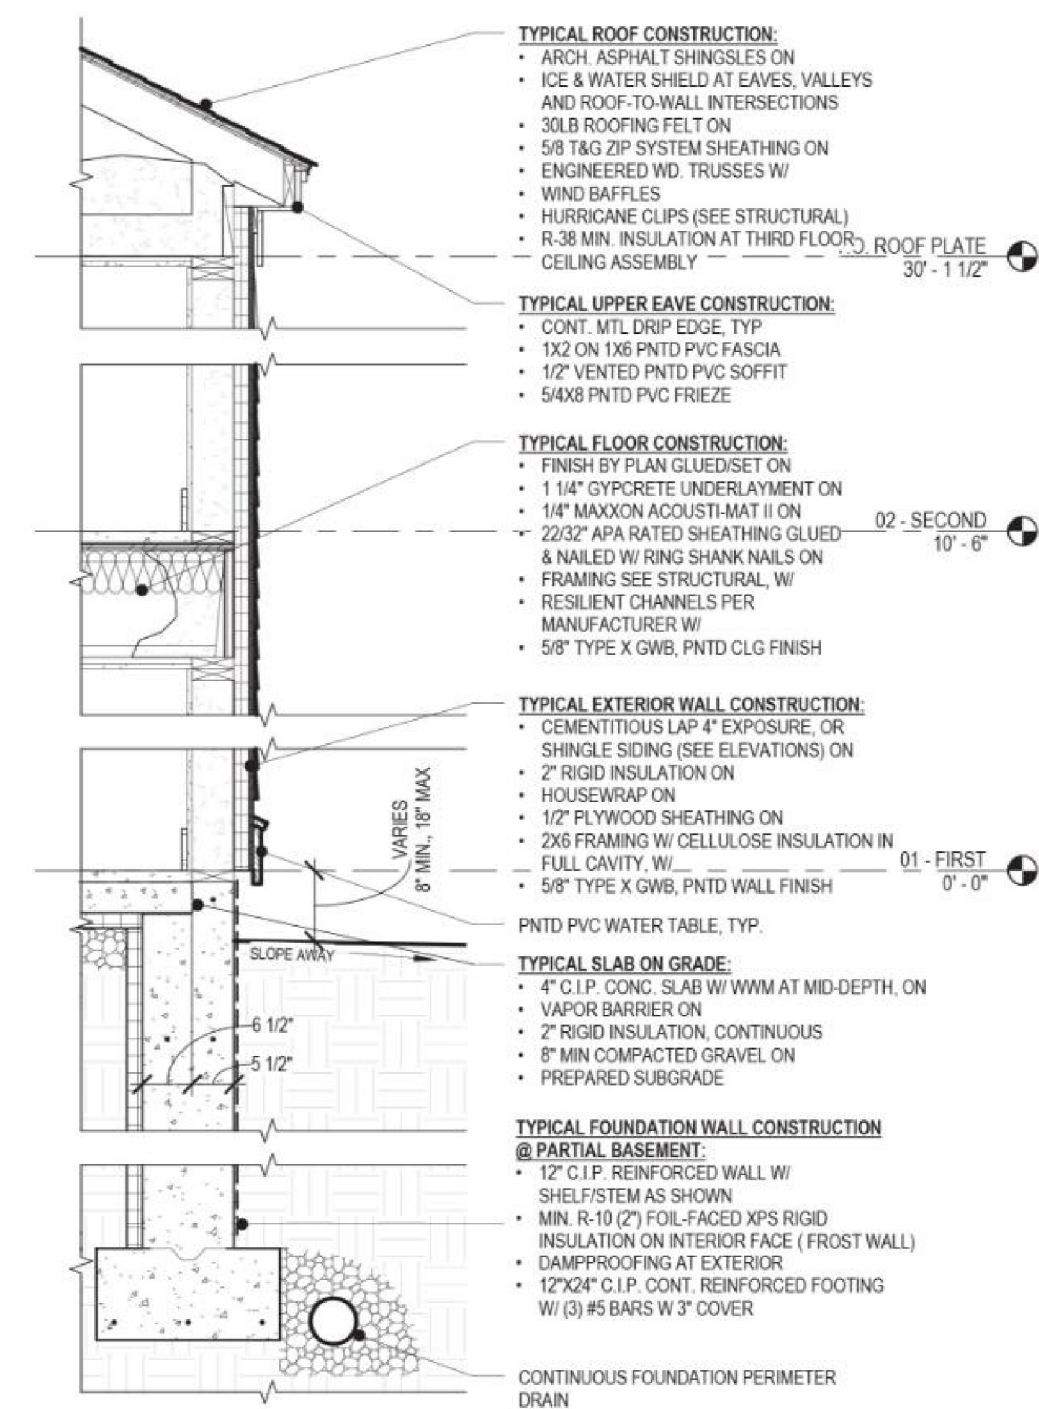 TYPICAL ROOF CONSTRUCTION:
• ARCH. ASPHALT SHINGSLES ON
• ICE & WATER SHIELD AT EAVES, VALLEYS
AND ROOF-TO-WALL INTERSECTIONS
• 30LB ROOFING FELT ON
• 5/8 T&G ZIP SYSTEM SHEATHING ON
• ENGINEERED WD. TRUSSES W/
• WIND BAFFLES
• HURRICANE CLIPS (SEE STRUCTURAL)
• R-38 MIN. INSULATION AT THIRD FLOOR
CEILING ASSEMBLY
ROOF PLATE
30' - 1 1/2"
TYPICAL UPPER EAVE CONSTRUCTION:
• CONT. MTL DRIP EDGE, TYP
• 1X2 ON 1X6 PNTD PVC FASCIA
• 1/2" VENTED PNTD PVC SOFFIT
• 5/4X8 PNTD PVC FRIEZE
TYPICAL FLOOR CONSTRUCTION:
• FINISH BY PLAN GLUED/SET ON
• 1 1/4" GYPCRETE UNDERLAYMENT ON
• 1/4" MAXXON ACOUSTI-MAT II ON
• 22/32" APA RATED SHEATHING GLUED
& NAILED W/ RING SHANK NAILS ON
• FRAMING SEE STRUCTURAL, W/
• RESILIENT CHANNELS PER
MANUFACTURER W/
• 5/8" TYPE X GWB, PNTD CLG FINISH
02 - SECOND
10' - 6"
TYPICAL EXTERIOR WALL CONSTRUCTION:
• CEMENTITIOUS LAP 4" EXPOSURE, OR
SHINGLE SIDING (SEE ELEVATIONS) ON
• 2" RIGID INSULATION ON
• HOUSEWRAP ON
• 1/2" PLYWOOD SHEATHING ON
• 2X6 FRAMING W/ CELLULOSE INSULATION IN
FULL CAVITY, W/
• 5/8" TYPE X GWB, PNTD WALL FINISH
01 - FIRST
0' - 0"
VARIES
8" MIN., 18" MAX
PNTD PVC WATER TABLE, TYP.
SLOPE AWAY
TYPICAL SLAB ON GRADE:
• 4" C.I.P. CONC. SLAB W/ WWM AT MID-DEPTH, ON
• VAPOR BARRIER ON
• 2" RIGID INSULATION, CONTINUOUS
• 8" MIN COMPACTED GRAVEL ON
• PREPARED SUBGRADE
6 1/2"
5 1/2"
TYPICAL FOUNDATION WALL CONSTRUCTION
@ PARTIAL BASEMENT:
• 12" C.I.P. REINFORCED WALL W/
SHELF/STEM AS SHOWN
• MIN. R-10 (2") FOIL-FACED XPS RIGID
INSULATION ON INTERIOR FACE ( FROST WALL)
• DAMPPROOFING AT EXTERIOR
• 12"X24" C.I.P. CONT. REINFORCED FOOTING
W/ (3) #5 BARS W 3" COVER
CONTINUOUS FOUNDATION PERIMETER
DRAIN